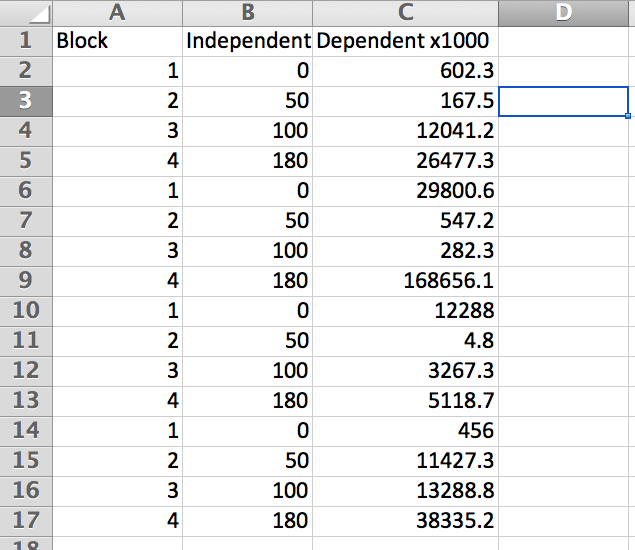 A B C D
1 Block Independent Dependent x1000
2 1 0 602.3
3 2 50 167.5
4 3 100 12041.2
5 4 180 26477.3
6 1 0 29800.6
7 2 50 547.2
8 3 100 282.3
9 4 180 168656.1
10 1 0 12288
11 2 50 4.8
12 3 100 3267.3
13 4 180 5118.7
14 1 0 456
15 2 50 11427.3
16 3 100 13288.8
17 4 180 38335.2
18